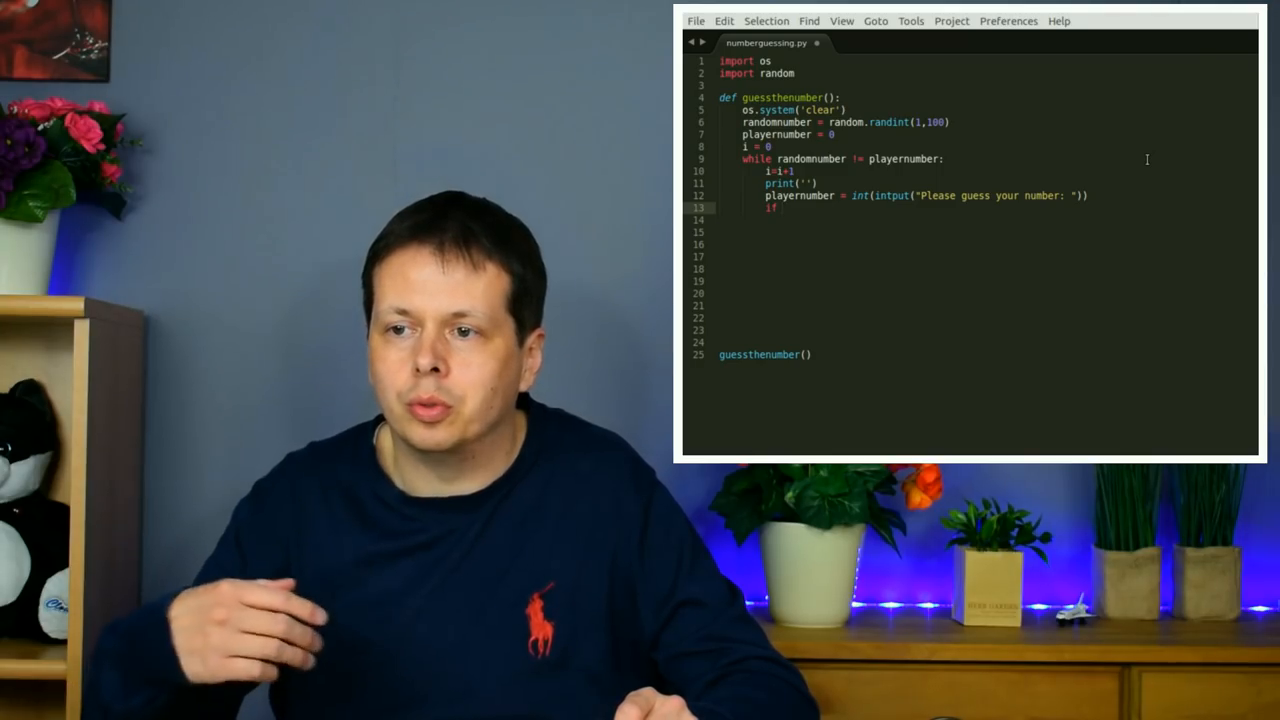 File Edit Selection Find View Goto Tools Project Preferences Help
numberguessing.py
1 import os
2 import random
3
4 def guessthenumber():
5 os.system('clear')
6 randomnumber = random.randint(1,100)
7 playernumber = 0
8 i = 0
9 while randomnumber != playernumber:
10 i=i+1
11 print('')
12 playernumber = int(intput("Please guess your number: "))
13 if
14
15
16
17
18
19
20
21
22
23
24
25 guessthenumber()
HERB GARDEN